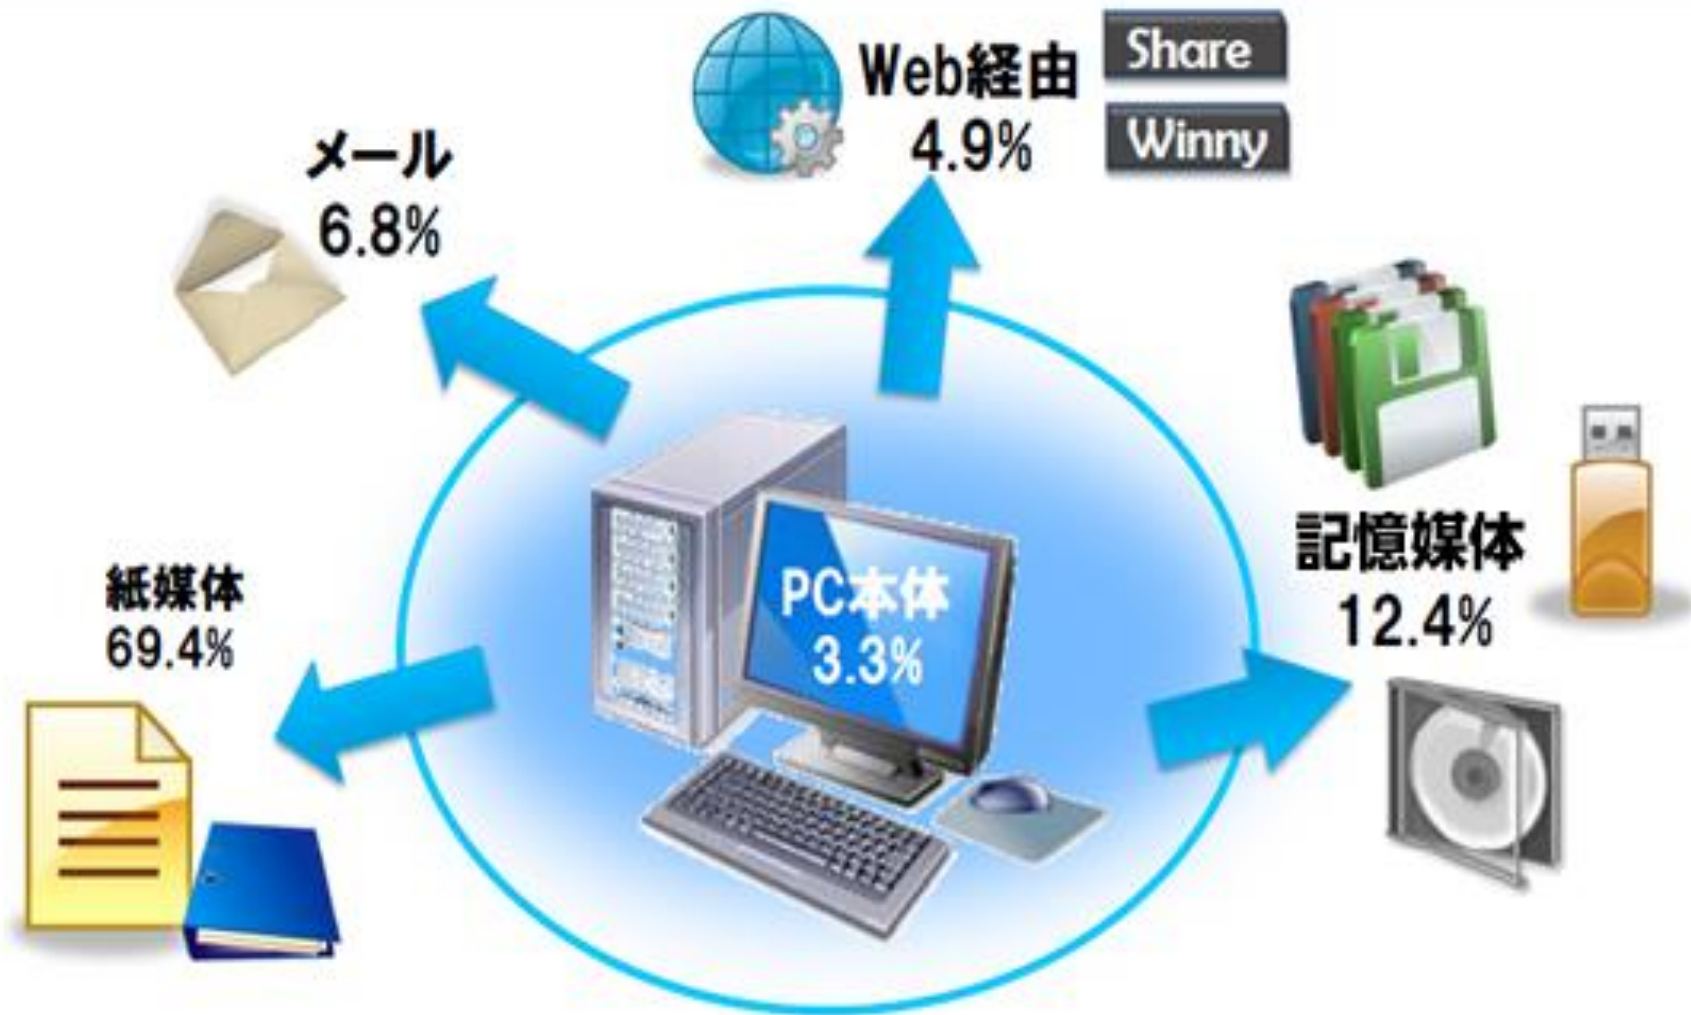 Web経由
4.9%
Share
Winny
メール
6.8%
記憶媒体
12.4%
PC本体
3.3%
紙媒体
69.4%